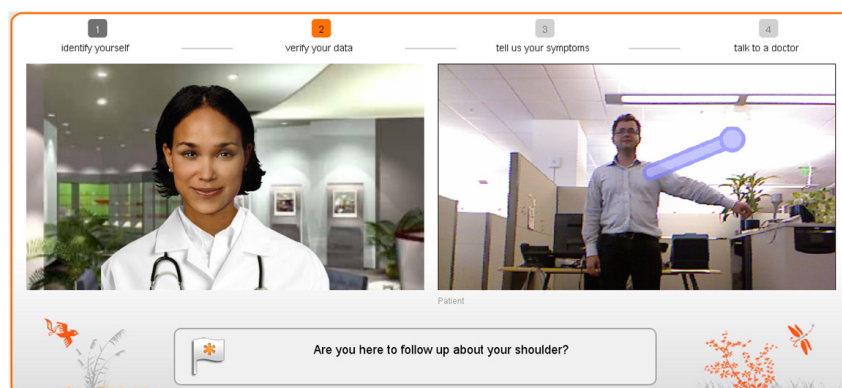 1
identify yourself
2
verify your data
3
tell us your symptoms
4
talk to a doctor
Patient
Are you here to follow up about your shoulder?